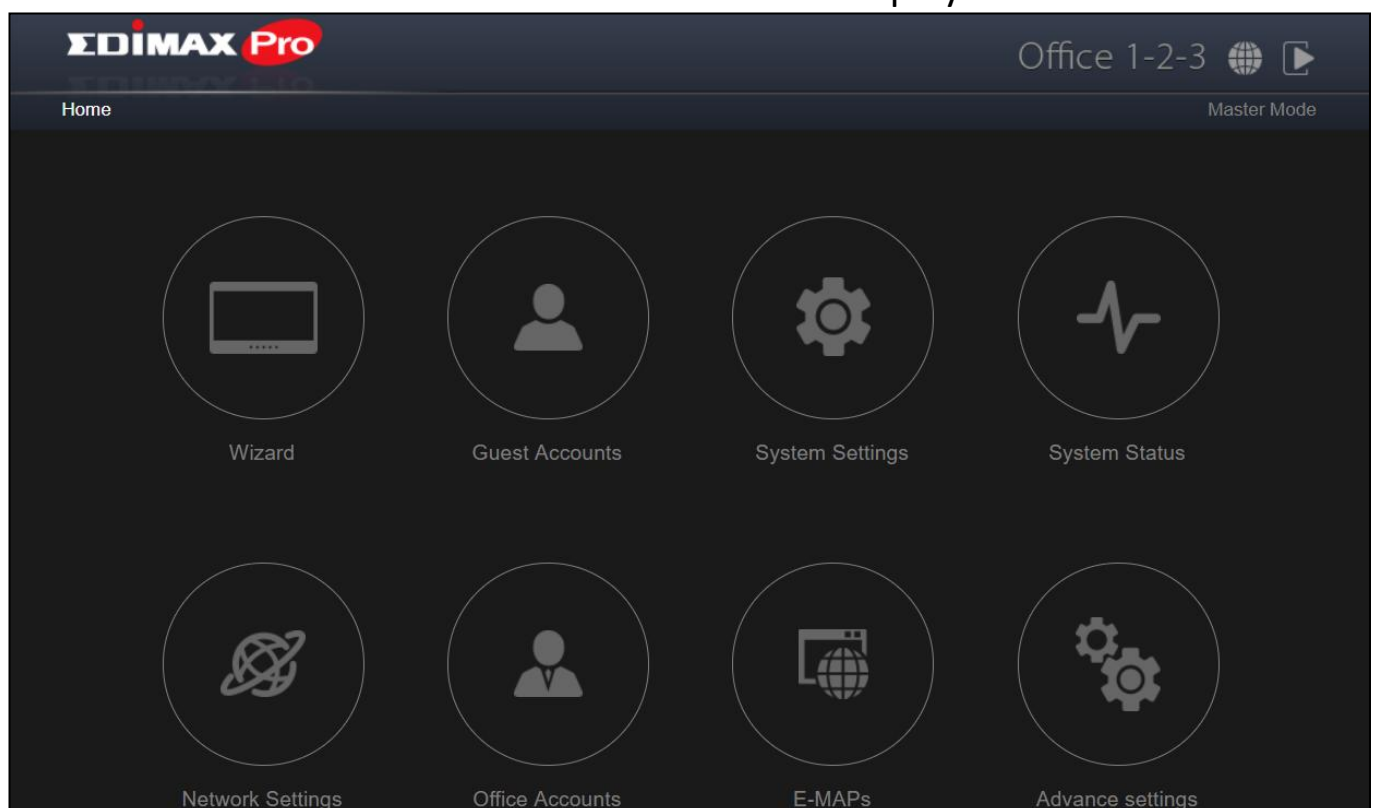 EDIMAX Pro
Office 1-2-3
Home
Master Mode
Wizard
Guest Accounts
System Settings
System Status
Network Settings
Office Accounts
E-MAPs
Advance settings